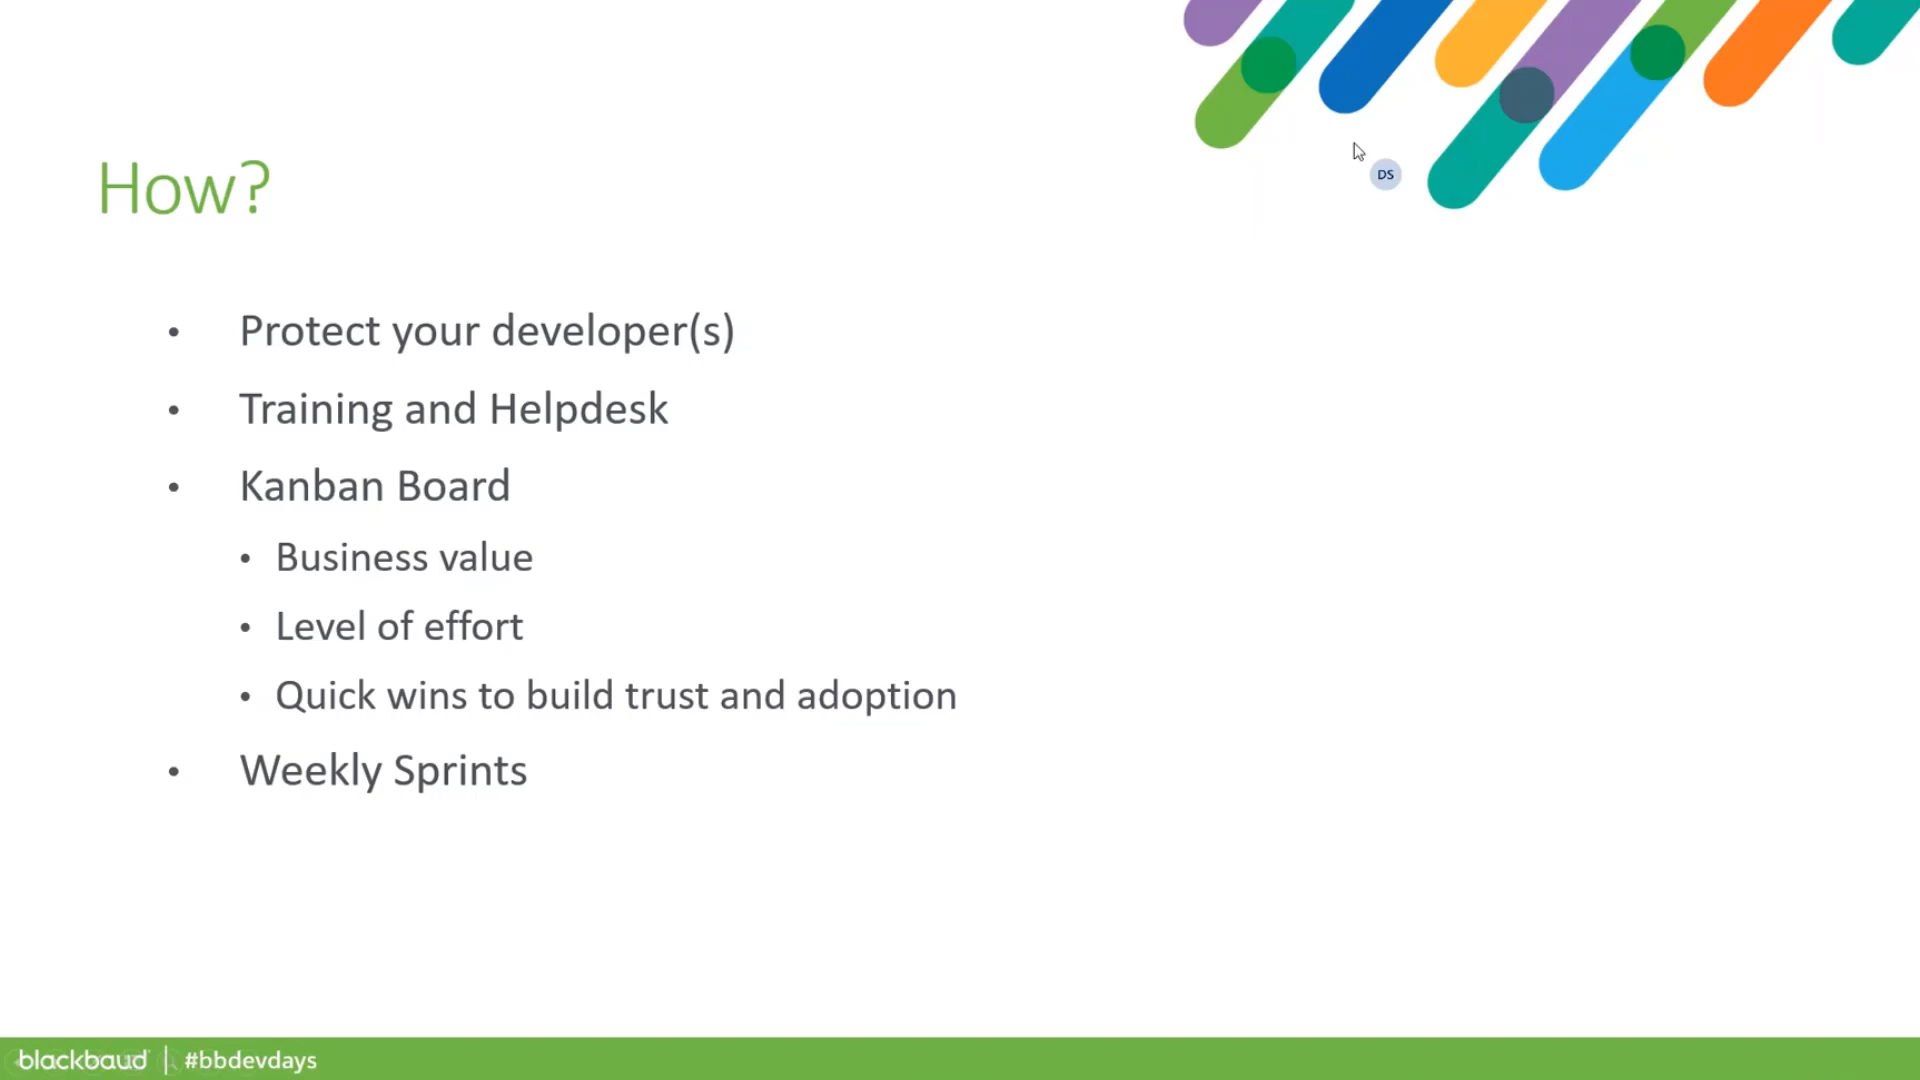 DS
How?
• Protect your developer(s)
• Training and Helpdesk
• Kanban Board
• Business value
• Level of effort
• Quick wins to build trust and adoption
• Weekly Sprints
blackbaud | #bbdevdays